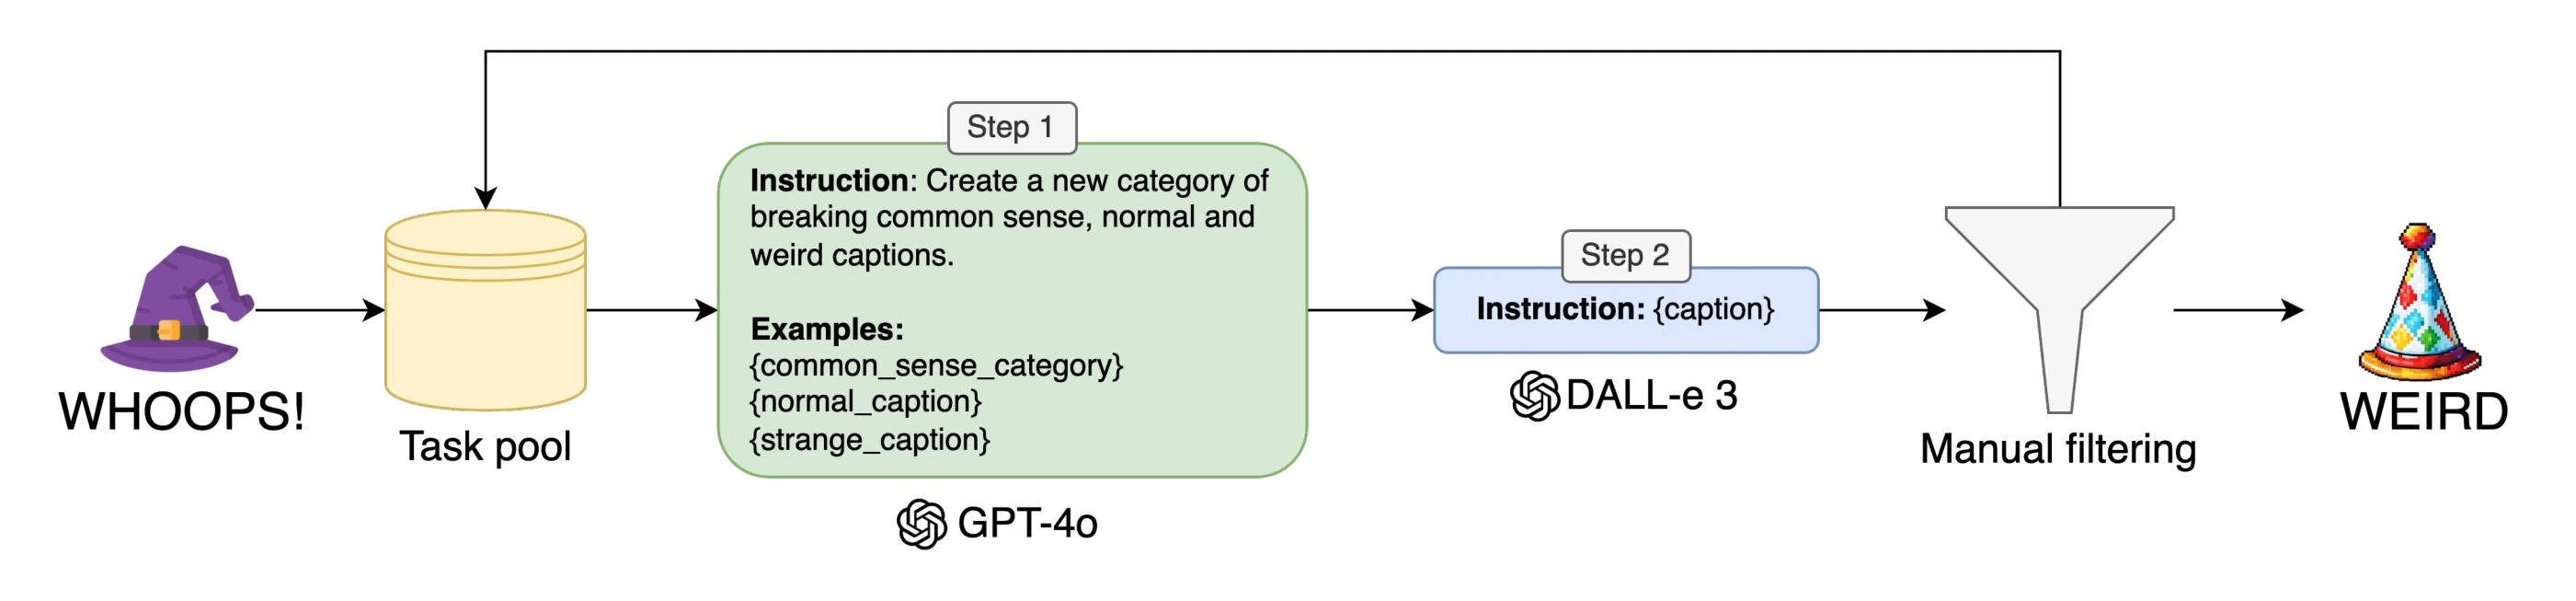 WHOOPS!
Task pool
Step 1
Instruction: Create a new category of
breaking common sense, normal and
weird captions.
Examples:
{common_sense_category}
{normal_caption}
{strange_caption}
GPT-4o
Step 2
Instruction: {caption}
DALL-e 3
Manual filtering
WEIRD